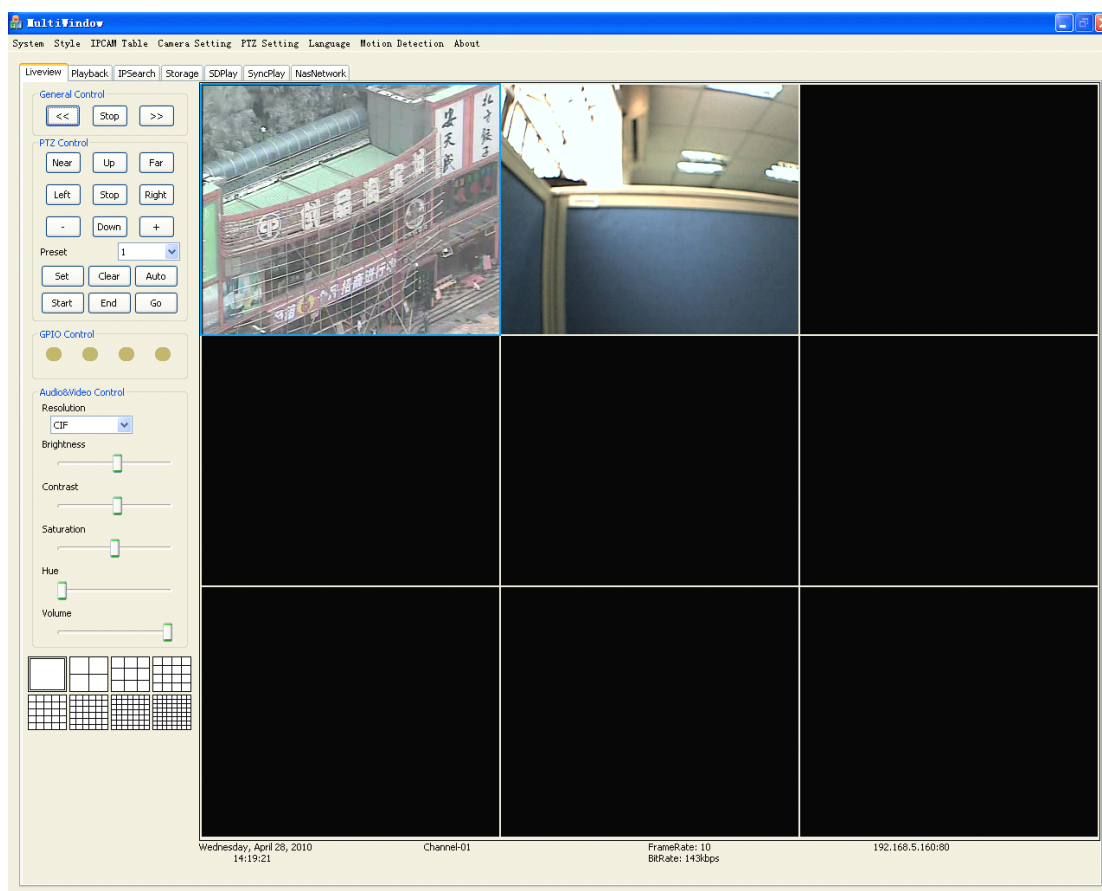 MultiWindow
System Style IPCAM Table Camera Setting PTZ Setting Language Motion Detection About
Liveview Playback IPSearch Storage SDPlay SyncPlay NasNetwork
General Control
<< Stop >>
PTZ Control
Near Up Far
Left Stop Right
- Down +
Preset 1
Set Clear Auto
Start End Go
GPIO Control
Audio&Video Control
Resolution
CIF
Brightness
Contrast
Saturation
Hue
Volume
Wednesday, April 28, 2010 Channel-01 FrameRate: 10 192.168.5.160:80
14:19:21 BitRate: 143kbps